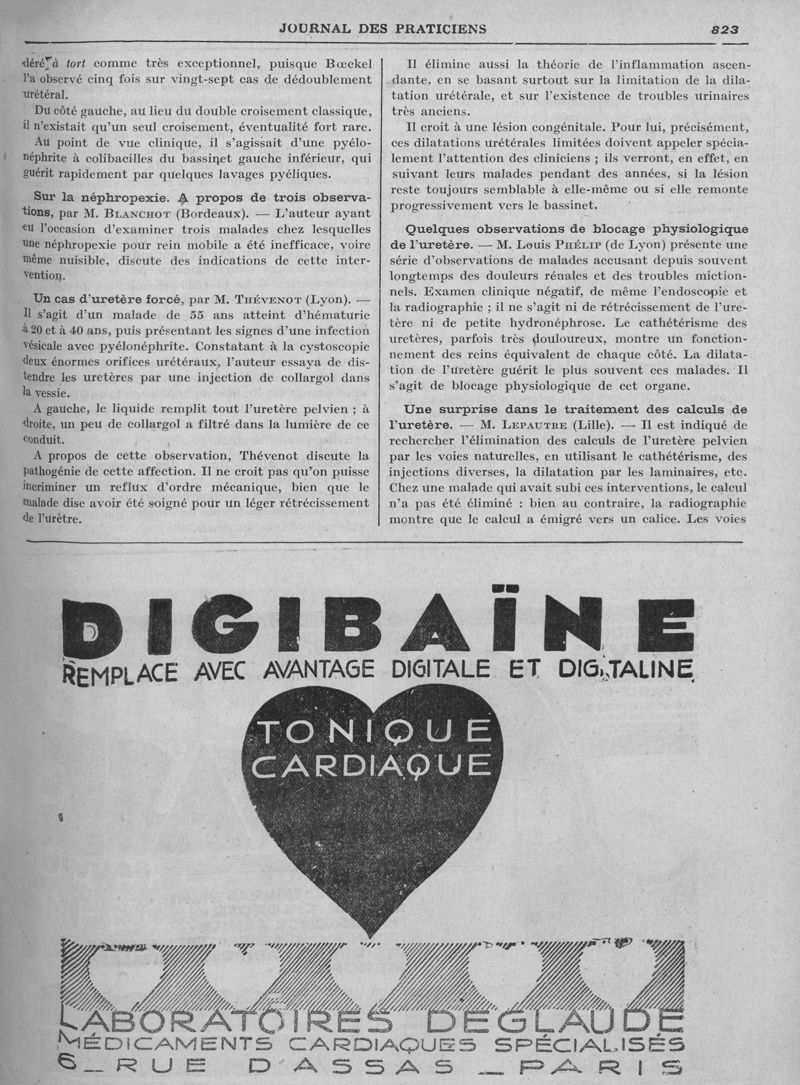 JOURNAL DES PRATICIENS 823
déré à tort comme très exceptionnel, puisque Bœckel
l'a observé cinq fois sur vingt-sept cas de dédoublement
urétéral.
Du côté gauche, au lieu du double croisement classique,
il n'existait qu'un seul croisement, éventualité fort rare.
Au point de vue clinique, il s'agissait d'une pyélo-
néphrite à colibacilles du bassinet gauche inférieur, qui
guérit rapidement par quelques lavages pyéliques.
Sur la néphropexie. A propos de trois observa-
tions, par M. BLANCHOT (Bordeaux). — L'auteur ayant
eu l'occasion d'examiner trois malades chez lesquelles
une néphropexie pour rein mobile a été inefficace, voire
même nuisible, discute des indications de cette inter-
vention.
Un cas d'uretère forcé, par M. THÉVENOT (Lyon). —
Il s'agit d'un malade de 55 ans atteint d'hématurie
à 20 et à 40 ans, puis présentant les signes d'une infection
vésicale avec pyélonéphrite. Constatant à la cystoscopie
deux énormes orifices urétéraux, l'auteur essaya de dis-
tendre les uretères par une injection de collargol dans
la vessie.
A gauche, le liquide remplit tout l'uretère pelvien ; à
droite, un peu de collargol a filtré dans la lumière de ce
conduit.
A propos de cette observation, Thévenot discute la
pathogénie de cette affection. Il ne croit pas qu'on puisse
incriminer un reflux d'ordre mécanique, bien que le
malade dise avoir été soigné pour un léger rétrécissement
de l'urètre.
Il élimine aussi la théorie de l'inflammation ascen-
dante, en se basant surtout sur la limitation de la dila-
tation urétérale, et sur l'existence de troubles urinaires
très anciens.
Il croit à une lésion congénitale. Pour lui, précisément,
ces dilatations urétérales limitées doivent appeler spécia-
lement l'attention des cliniciens ; ils verront, en effet, en
suivant leurs malades pendant des années, si la lésion
reste toujours semblable à elle-même ou si elle remonte
progressivement vers le bassinet.
Quelques observations de blocage physiologique
de l'uretère. — M. Louis PHÉLIP (de Lyon) présente une
série d'observations de malades accusant depuis souvent
longtemps des douleurs rénales et des troubles miction-
nels. Examen clinique négatif, de même l'endoscopie et
la radiographie ; il ne s'agit ni de rétrécissement de l'ure-
tère ni de petite hydronéphrose. Le cathétérisme des
uretères, parfois très douloureux, montre un fonction-
nement des reins équivalent de chaque côté. La dilata-
tion de l'uretère guérit le plus souvent ces malades. Il
s'agit de blocage physiologique de cet organe.
Une surprise dans le traitement des calculs de
l'uretère. — M. LEPAUTRE (Lille). — Il est indiqué de
rechercher l'élimination des calculs de l'uretère pelvien
par les voies naturelles, en utilisant le cathétérisme, des
injections diverses, la dilatation par les laminaires, etc.
Chez une malade qui avait subi ces interventions, le calcul
n'a pas été éliminé : bien au contraire, la radiographie
montre que le calcul a émigré vers un calice. Les voies
DIGIBAÏNE
REMPLACE AVEC AVANTAGE DIGITALE ET DIGITALINE
TONIQUE
CARDIAQUE
LABORATOIRES DEGLAUDE
MÉDICAMENTS CARDIAQUES SPÉCIALISÉS
6 _ RUE D'ASSAS _ PARIS